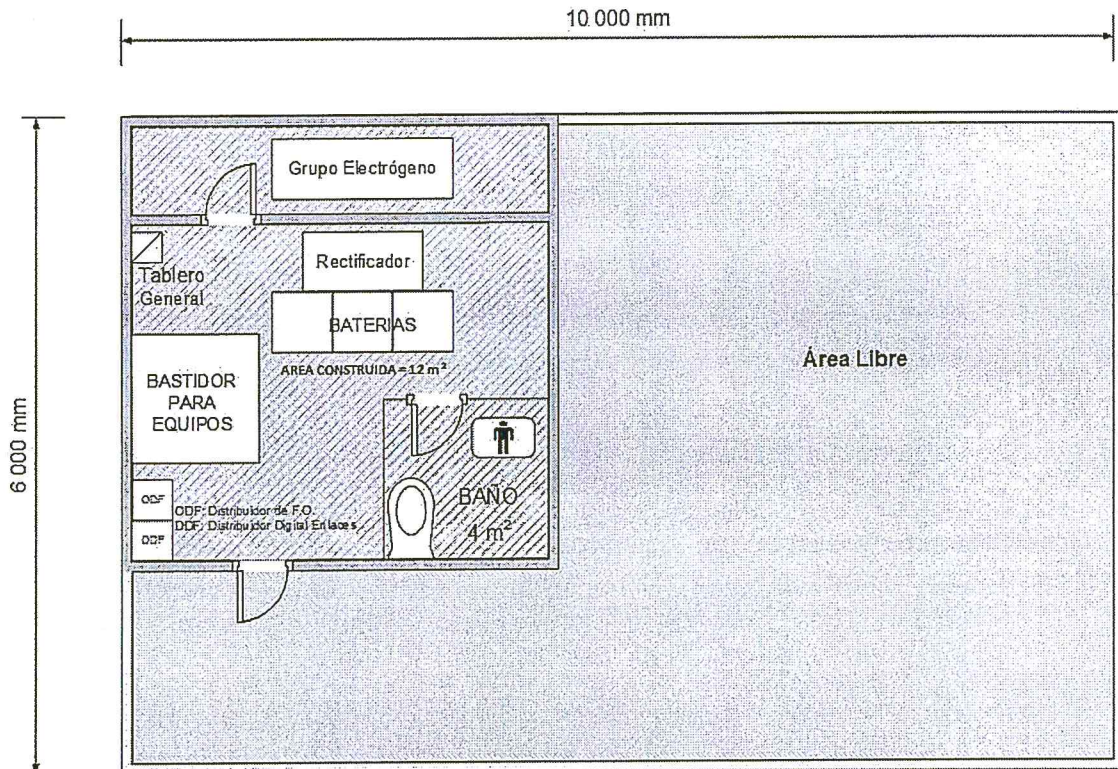 10 000 mm
6 000 mm
Grupo Electrógeno
Rectificador
Tablero
General
BATERIAS
AREA CONSTRUIDA = 12 m²
Área Libre
BASTIDOR
PARA
EQUIPOS
BAÑO
4 m²
ODF
ODF: Distribuidor de F.O.
DDF: Distribuidor Digital Enlaces
DDF